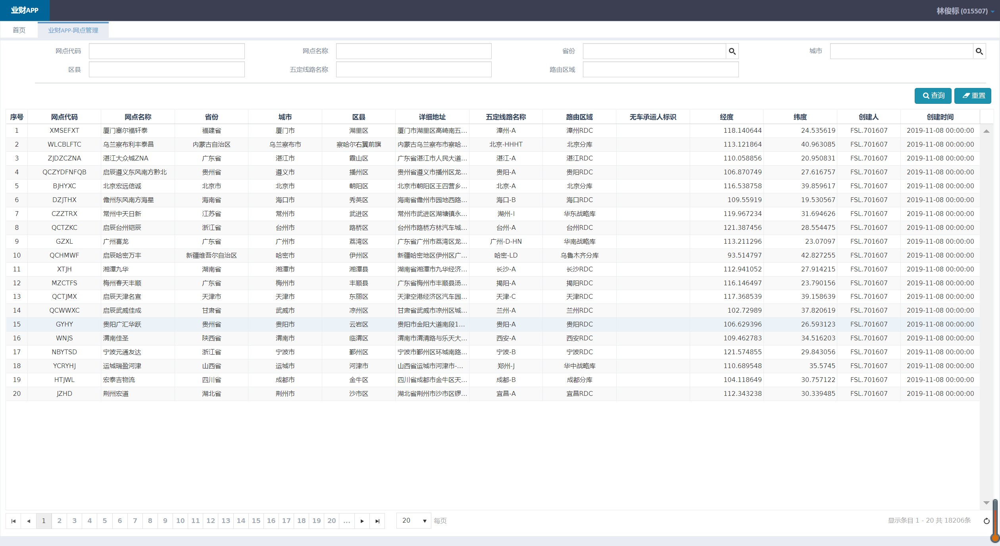 业财APP
林俊标 (015507)
首页 业财APP-网点管理
网点代码 网点名称 省份 城市
区县 五定线路名称 路由区域
查询 重置
序号 网点代码 网点名称 省份 城市 区县 详细地址 五定线路名称 路由区域 无车承运人标识 经度 纬度 创建人 创建时间
1 XMSEFXT 厦门塞尔福轩泰 福建省 厦门市 湖里区 厦门市湖里区高崎南五... 漳州-A 漳州RDC 118.140644 24.535619 FSL.701607 2019-11-08 00:00:00
2 WLCBLFTC 乌兰察布利丰泰昌 内蒙古自治区 乌兰察布市 察哈尔右翼前旗 内蒙古乌兰察布市察哈... 北京-HHHT 北京分库 113.121864 40.963085 FSL.701607 2019-11-08 00:00:00
3 ZJDZCZNA 湛江大众城ZNA 广东省 湛江市 霞山区 广东省湛江市人民大道... 湛江-A 湛江RDC 110.058856 20.950831 FSL.701607 2019-11-08 00:00:00
4 QCZYDFNFQB 启辰遵义东风南方黔北 贵州省 遵义市 播州区 贵州省遵义市播州区龙... 贵阳-A 贵阳RDC 106.870749 27.616757 FSL.701607 2019-11-08 00:00:00
5 BJHYXC 北京宏远信诚 北京市 北京市 朝阳区 北京市朝阳区王四营乡... 北京-A 北京分库 116.538758 39.859617 FSL.701607 2019-11-08 00:00:00
6 DZJTHX 儋州东风南方海星 海南省 海口市 秀英区 海南省儋州市园地西路... 海口-B 海口RDC 109.55919 19.530567 FSL.701607 2019-11-08 00:00:00
7 CZZTRX 常州中天日新 江苏省 常州市 武进区 常州市武进区湖塘镇永... 湖州-I 华东战略库 119.967234 31.694626 FSL.701607 2019-11-08 00:00:00
8 QCTZKC 启辰台州铠辰 浙江省 台州市 路桥区 台州市路桥方林汽车城... 台州-A 台州RDC 121.387456 28.554475 FSL.701607 2019-11-08 00:00:00
9 GZXL 广州喜龙 广东省 广州市 荔湾区 广东省广州市荔湾区龙... 广州-D-HN 华南战略库 113.211296 23.07097 FSL.701607 2019-11-08 00:00:00
10 QCHMWF 启辰哈密万丰 新疆维吾尔自治区 哈密市 伊州区 新疆哈密地区伊州区广... 哈密-LD 乌鲁木齐分库 93.514797 42.827255 FSL.701607 2019-11-08 00:00:00
11 XTJH 湘潭九华 湖南省 湘潭市 湘潭县 湖南省湘潭市九华经济... 长沙-A 长沙RDC 112.941052 27.914215 FSL.701607 2019-11-08 00:00:00
12 MZCTFS 梅州春天丰顺 广东省 梅州市 丰顺县 广东省梅州市丰顺县汤... 揭阳-A 揭阳RDC 116.146497 23.790156 FSL.701607 2019-11-08 00:00:00
13 QCTJMX 启辰天津名宣 天津市 天津市 东丽区 天津空港经济区汽车园... 天津-C 天津RDC 117.368539 39.158639 FSL.701607 2019-11-08 00:00:00
14 QCWWXC 启辰武威佳成 甘肃省 武威市 凉州区 甘肃省武威市凉州区城... 兰州-A 兰州RDC 102.72989 37.820619 FSL.701607 2019-11-08 00:00:00
15 GYHY 贵阳广汇华跃 贵州省 贵阳市 云岩区 贵阳市金阳大道南段1... 贵阳-A 贵阳RDC 106.629396 26.593123 FSL.701607 2019-11-08 00:00:00
16 WNJS 渭南佳圣 陕西省 渭南市 临渭区 渭南市渭清路与乐天大... 西安-A 西安RDC 109.462783 34.516203 FSL.701607 2019-11-08 00:00:00
17 NBYTSD 宁波元通友达 浙江省 宁波市 鄞州区 宁波市鄞州区环城南路... 宁波-B 宁波RDC 121.574855 29.843056 FSL.701607 2019-11-08 00:00:00
18 YCRYHJ 运城瑞盈河津 山西省 运城市 河津市 山西省运城市河津市-... 郑州-J 华中战略库 110.689548 35.5745 FSL.701607 2019-11-08 00:00:00
19 HTJWL 宏泰吉物流 四川省 成都市 金牛区 四川省成都市金牛区天... 成都-B 成都分库 104.118649 30.757122 FSL.701607 2019-11-08 00:00:00
20 JZHD 荆州宏道 湖北省 荆州市 沙市区 湖北省荆州市沙市区锣... 宜昌-A 宜昌RDC 112.343238 30.339485 FSL.701607 2019-11-08 00:00:00
1 2 3 4 5 6 7 8 9 10 11 12 13 14 15 16 17 18 19 20 ... 20 每页 显示条目 1 - 20 共 18206条